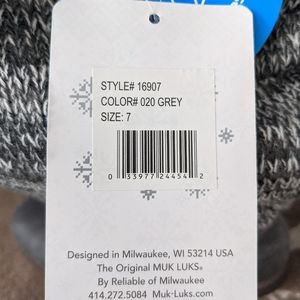 STYLE# 16907
COLOR# 020 GREY
SIZE: 7
0 33977 24454 2
Designed in Milwaukee, WI 53214 USA
The Original MUK LUKS®
By Reliable of Milwaukee
414.272.5084 Muk-Luks.com